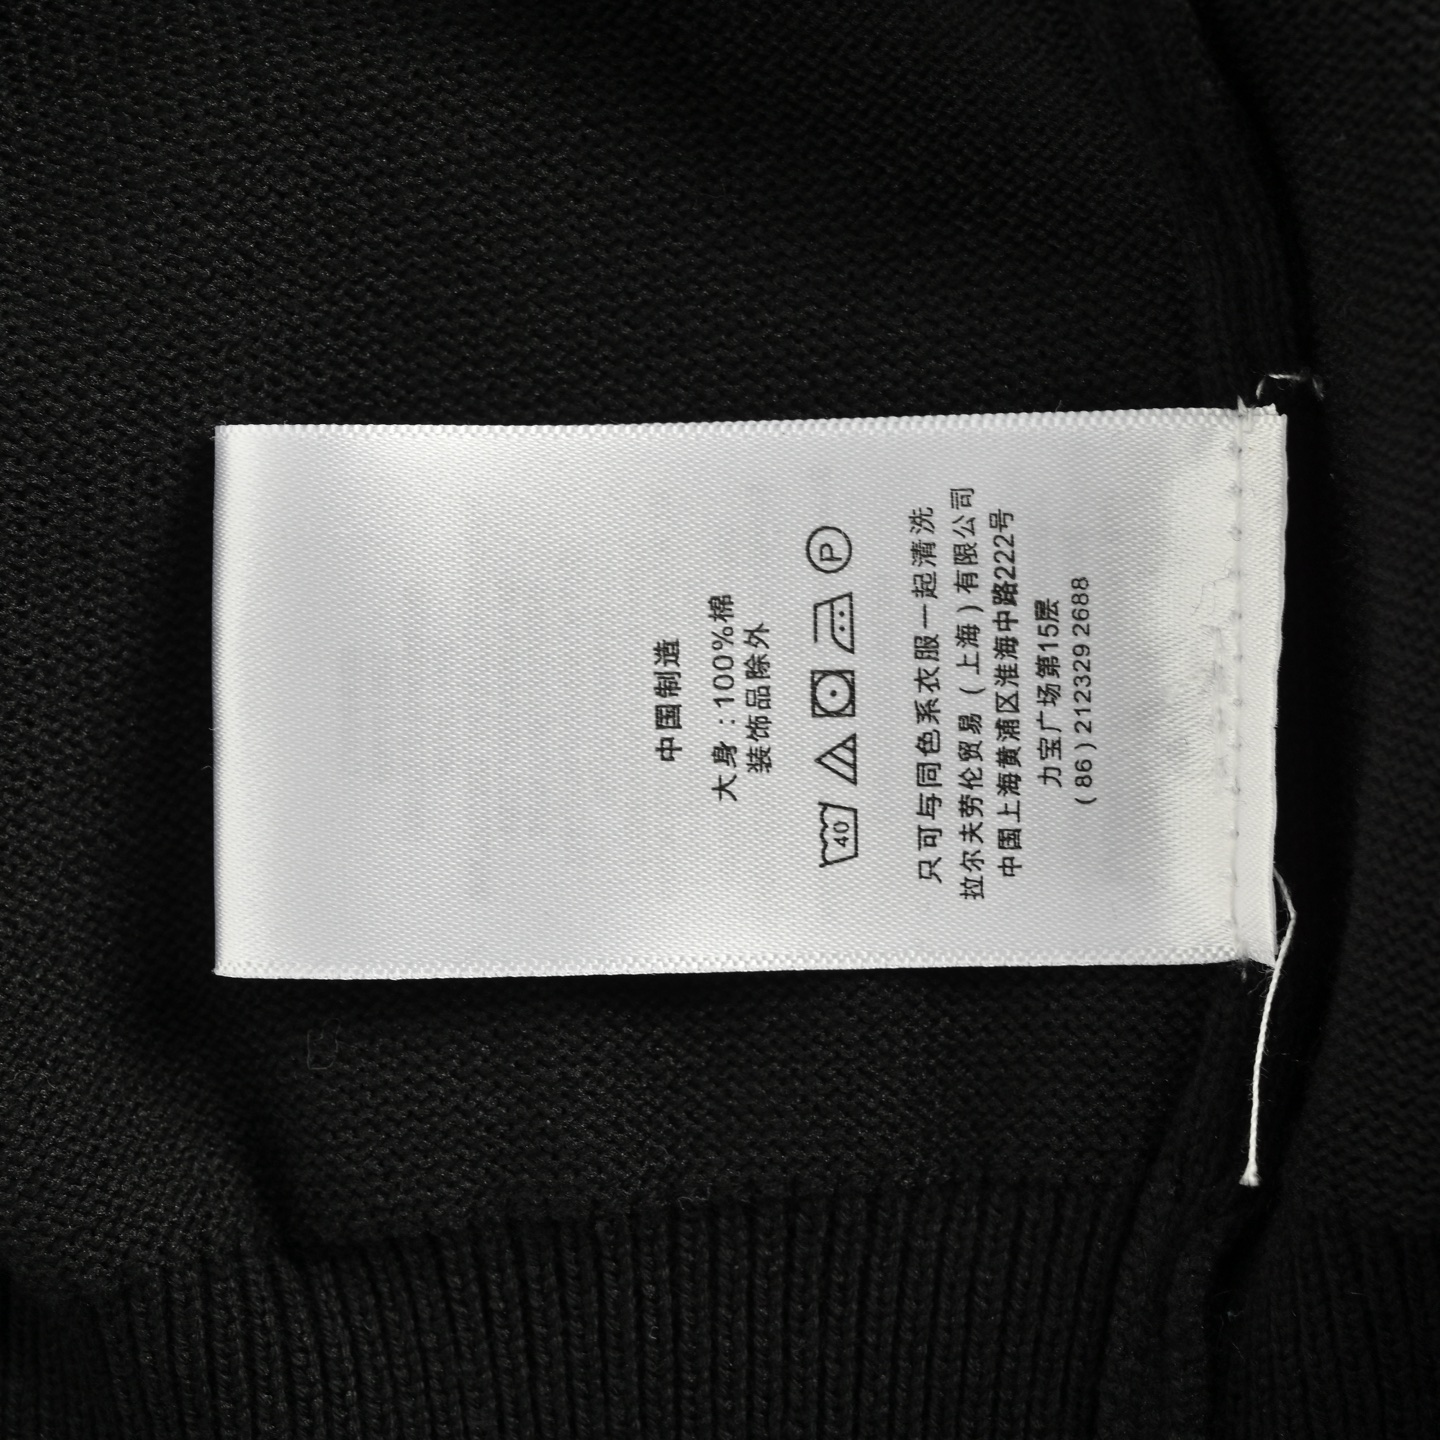 中国制造
大身：100%棉
装饰品除外
40 P
只可与同色系衣服一起清洗
拉尔夫劳伦贸易（上海）有限公司
中国上海黄浦区淮海中路222号
力宝广场第15层
(86)212329 2688